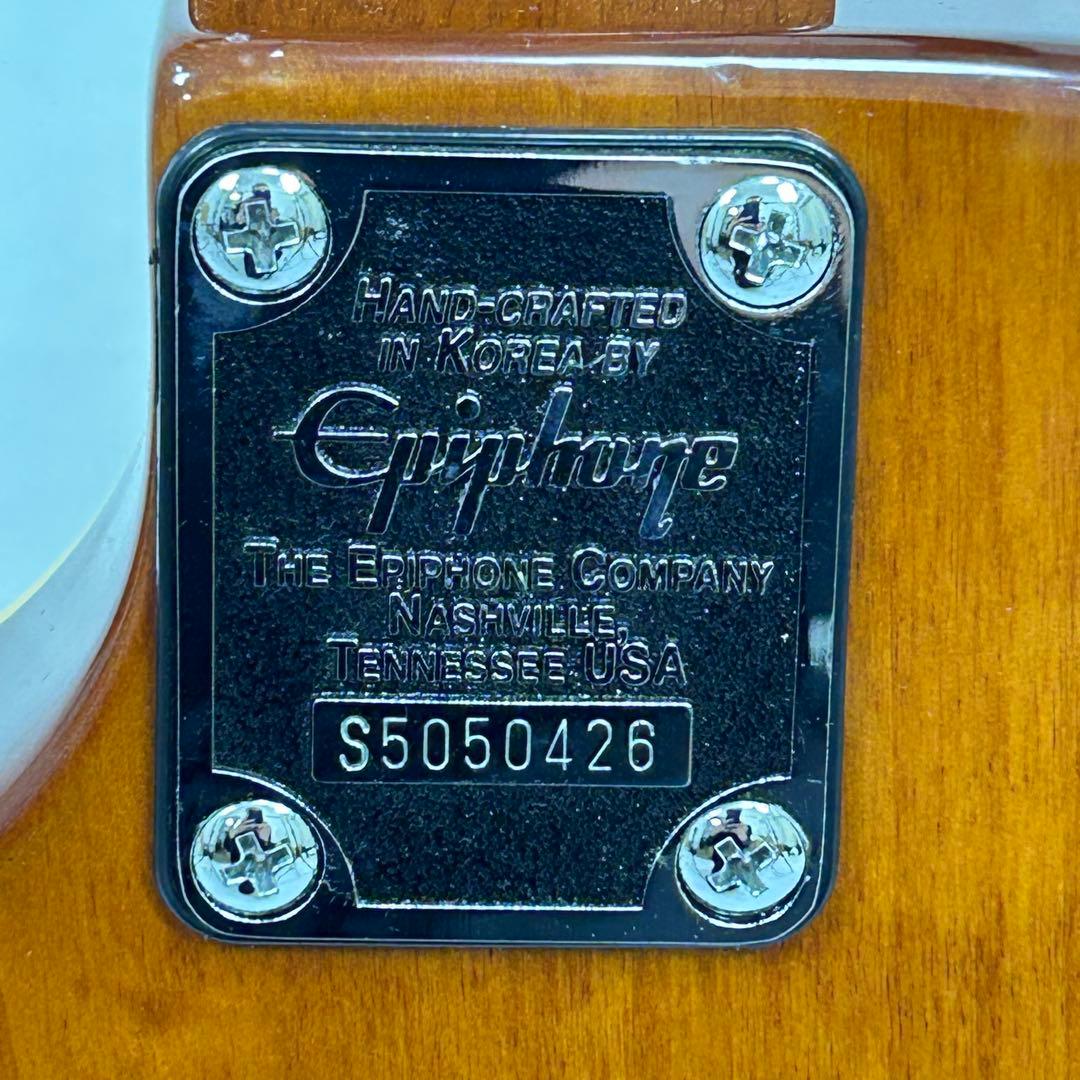 HAND-CRAFTED
IN KOREA BY
Epiphone
THE EPIPHONE COMPANY
NASHVILLE,
TENNESSEE USA
S5050426